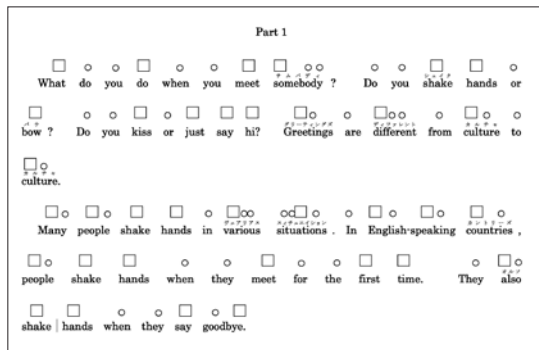 Part 1
What do you do when you meet somebody ? Do you shake hands or
bow ? Do you kiss or just say hi? Greetings are different from culture to
culture.
Many people shake hands in various situations . In English-speaking countries ,
people shake hands when they meet for the first time. They also
shake hands when they say goodbye.